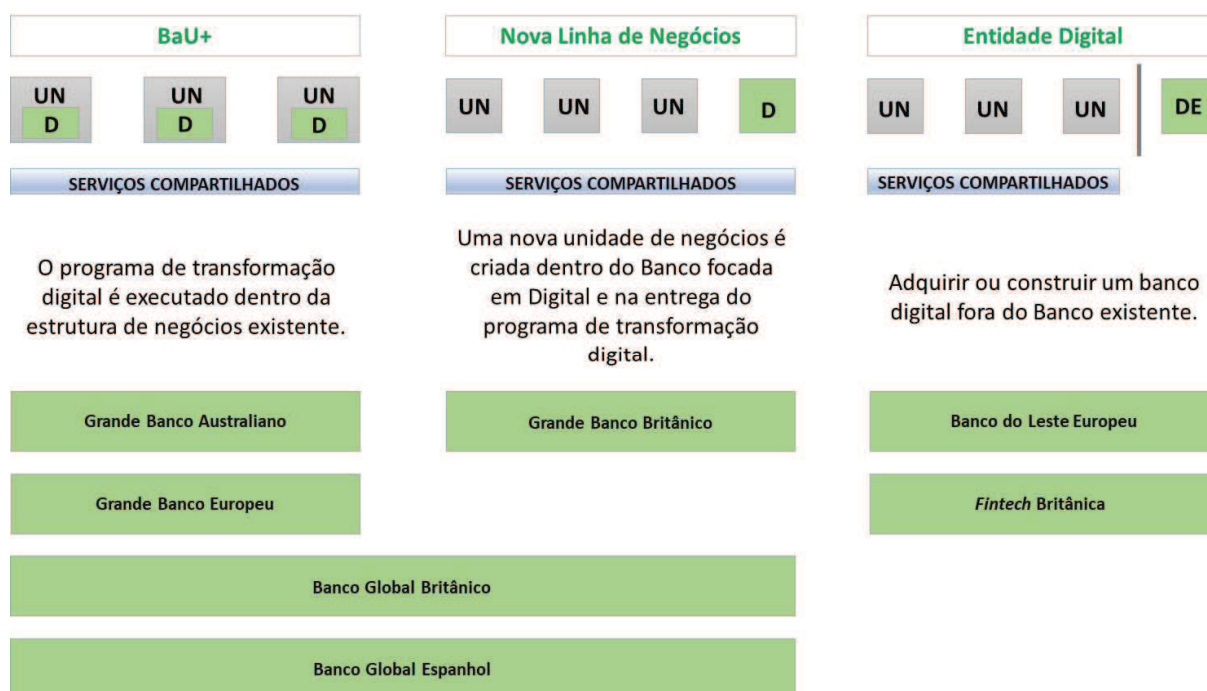 BaU+
UN
D
UN
D
UN
D
SERVIÇOS COMPARTILHADOS
O programa de transformação
digital é executado dentro da
estrutura de negócios existente.
Nova Linha de Negócios
UN
UN
UN
D
SERVIÇOS COMPARTILHADOS
Uma nova unidade de negócios é
criada dentro do Banco focada
em Digital e na entrega do
programa de transformação
digital.
Entidade Digital
UN
UN
UN
DE
SERVIÇOS COMPARTILHADOS
Adquirir ou construir um banco
digital fora do Banco existente.
Grande Banco Australiano
Grande Banco Britânico
Banco do Leste Europeu
Grande Banco Europeu
Fintech Britânica
Banco Global Britânico
Banco Global Espanhol